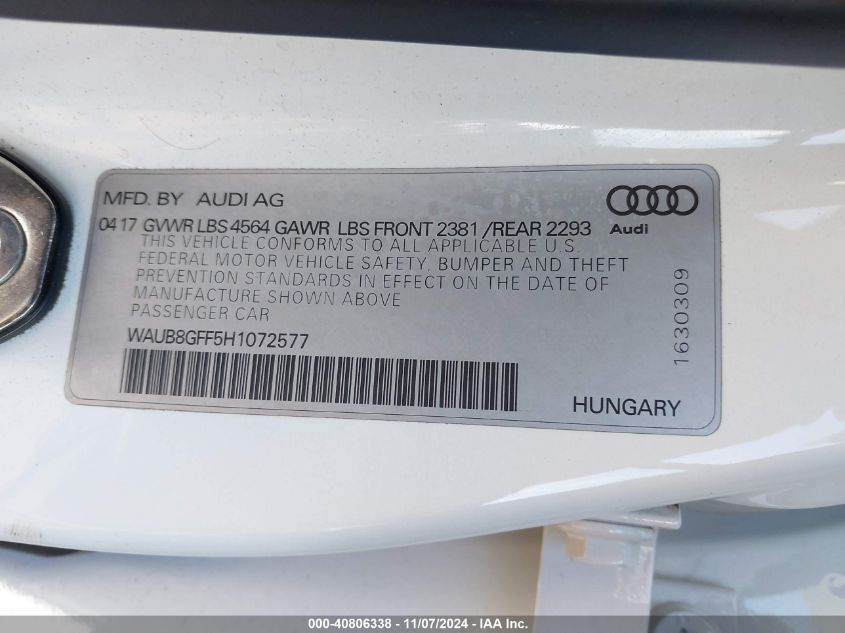 MFD. BY AUDI AG
Audi
04 17 GVWR LBS 4564 GAWR LBS FRONT 2381 /REAR 2293
THIS VEHICLE CONFORMS TO ALL APPLICABLE U.S.
FEDERAL MOTOR VEHICLE SAFETY, BUMPER AND THEFT
PREVENTION STANDARDS IN EFFECT ON THE DATE OF
MANUFACTURE SHOWN ABOVE
PASSENGER CAR
1630309
WAUB8GFF5H1072577
HUNGARY
000-40806338 - 11/07/2024 - IAA Inc.